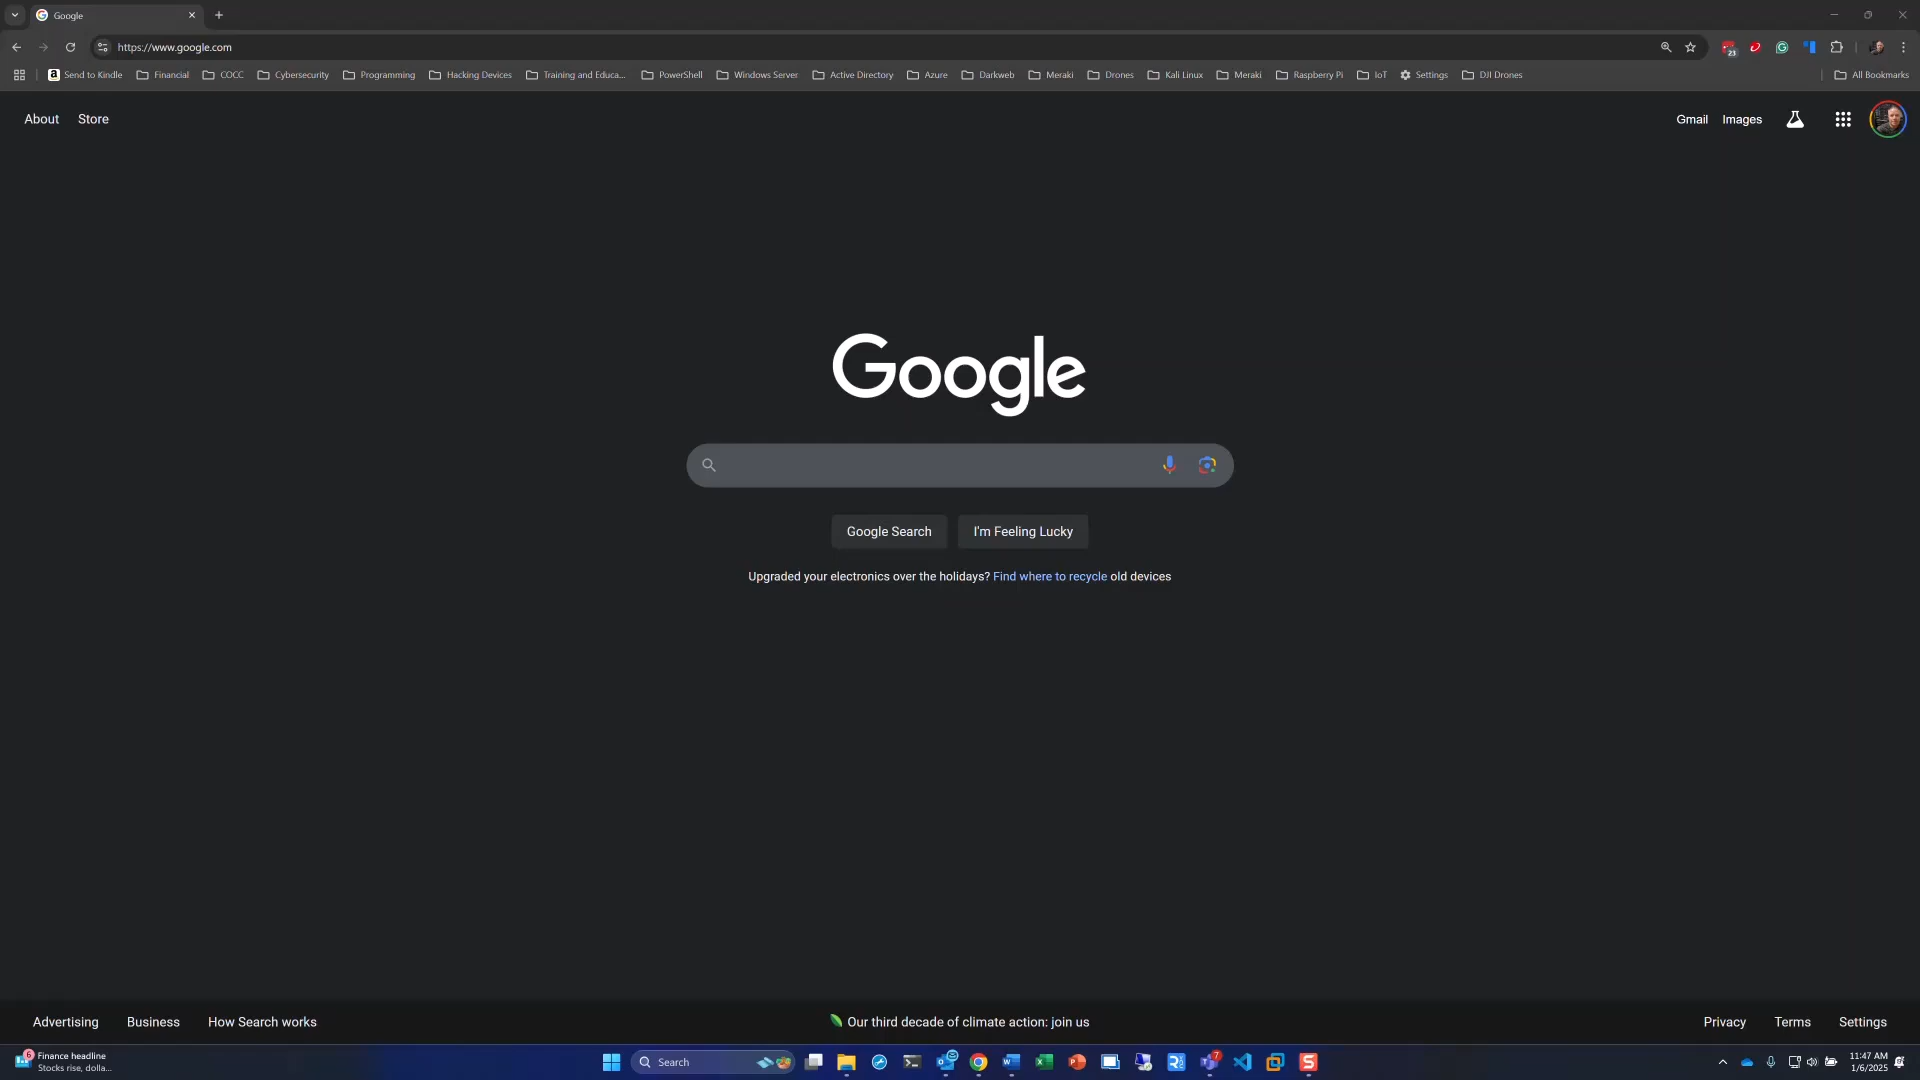 Google
https://www.google.com
23
Send to Kindle Financial COCC Cybersecurity Programming Hacking Devices Training and Educa... PowerShell Windows Server Active Directory Azure Darkweb Meraki Drones Kali Linux Meraki Raspberry Pi IoT Settings DJI Drones All Bookmarks
About Store Gmail Images
Google
Google Search I'm Feeling Lucky
Upgraded your electronics over the holidays? Find where to recycle old devices
Advertising Business How Search works Our third decade of climate action: join us Privacy Terms Settings
6 Finance headline
Stocks rise, dolla...
Search
7
11:47 AM
1/6/2025